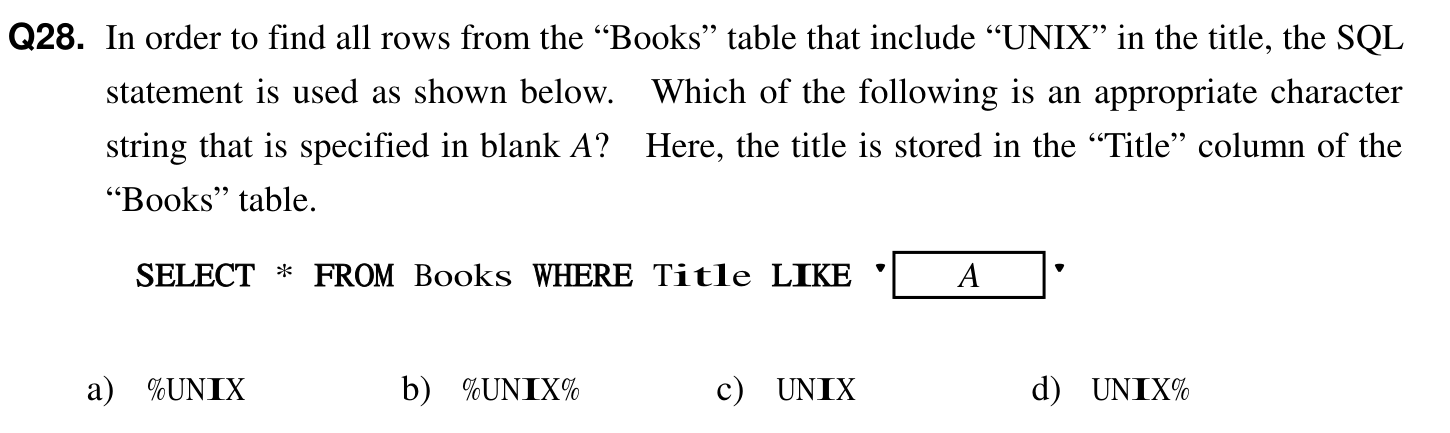 Q28. In order to find all rows from the “Books” table that include “UNIX” in the title, the SQL
statement is used as shown below. Which of the following is an appropriate character
string that is specified in blank A? Here, the title is stored in the “Title” column of the
“Books” table.
SELECT * FROM Books WHERE Title LIKE ' A '
a) %UNIX b) %UNIX% c) UNIX d) UNIX%